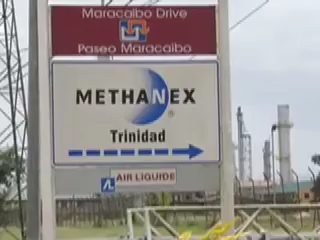 Maracaibo Drive
Paseo Maracaibo
METHANEX
®
Trinidad
AIR LIQUIDE